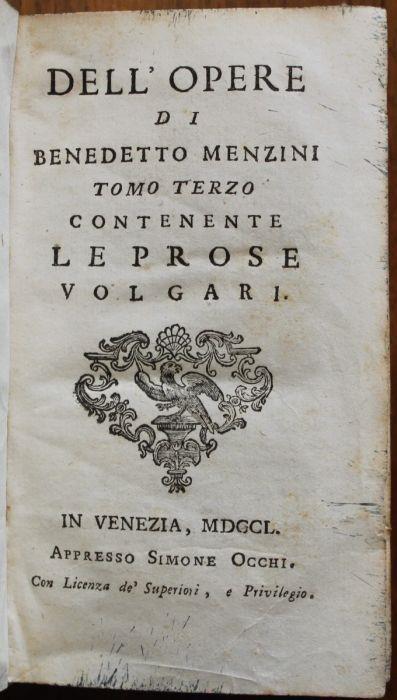 DELL' OPERE
DI
BENEDETTO MENZINI
TOMO TERZO
CONTENENTE
LE PROSE
VOLGARI.
IN VENEZIA, MDCCL.
APPRESSO SIMONE OCCHI.
Con Licenza de' Superiori, e Privilegio.